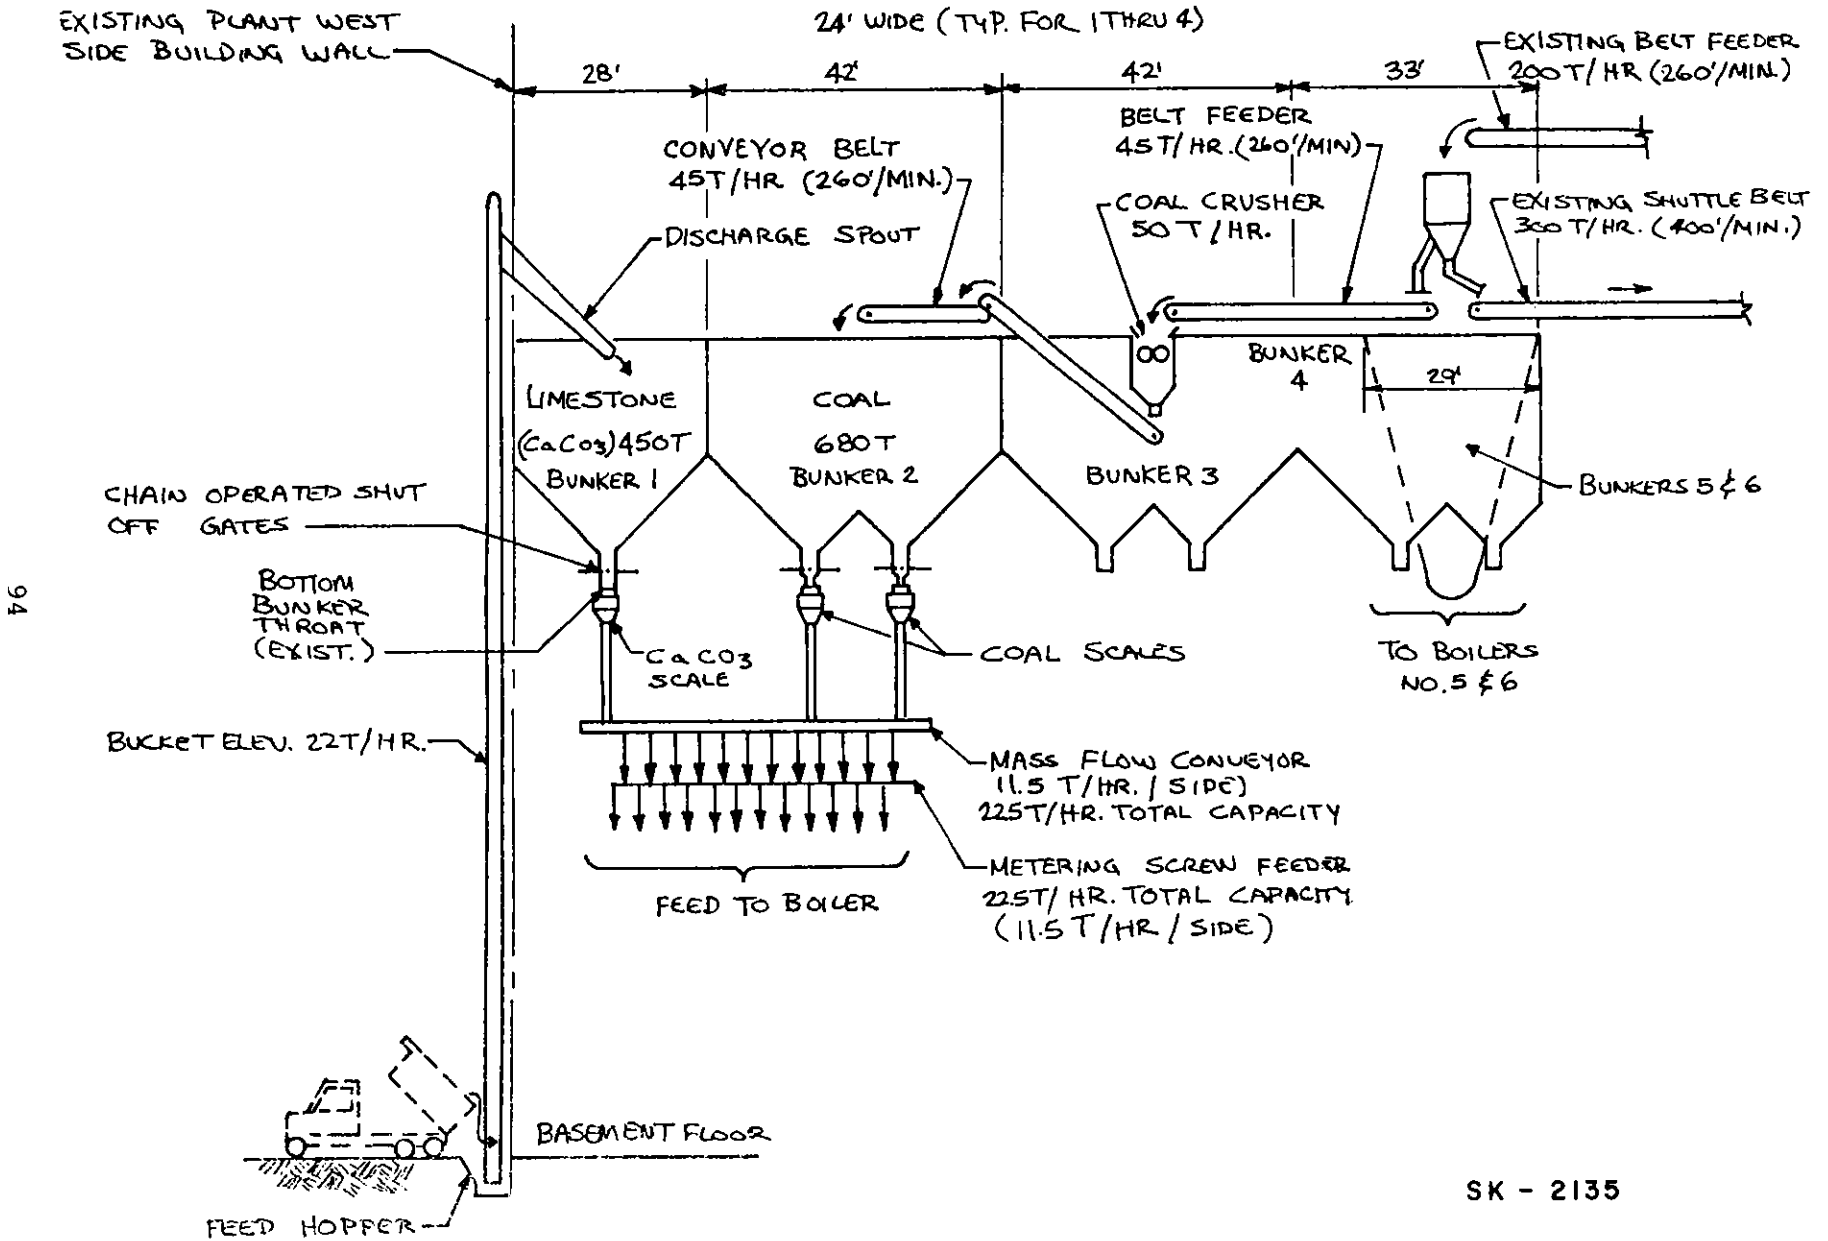 EXISTING PLANT WEST
SIDE BUILDING WALL
24' WIDE (TYP. FOR 1 THRU 4)
28'
42'
42'
33'
EXISTING BELT FEEDER
200T/HR (260'/MIN.)
CONVEYOR BELT
45T/HR (260'/MIN.)
BELT FEEDER
45T/HR. (260'/MIN)
DISCHARGE SPOUT
COAL CRUSHER
50 T/HR.
EXISTING SHUTTLE BELT
300 T/HR. (400'/MIN.)
LIMESTONE
(CaCo3) 450T
BUNKER 1
COAL
680T
BUNKER 2
BUNKER 3
BUNKER
4
29'
BUNKERS 5 & 6
CHAIN OPERATED SHUT
OFF GATES
BOTTOM
BUNKER
THROAT
(EXIST.)
CaCO3
SCALE
COAL SCALES
TO BOILERS
NO. 5 & 6
BUCKET ELEV. 22T/HR.
MASS FLOW CONVEYOR
11.5 T/HR. / SIDE)
225T/HR. TOTAL CAPACITY
METERING SCREW FEEDER
22.5T/HR. TOTAL CAPACITY
(11.5 T/HR / SIDE)
FEED TO BOILER
BASEMENT FLOOR
FEED HOPPER
94
SK - 2135